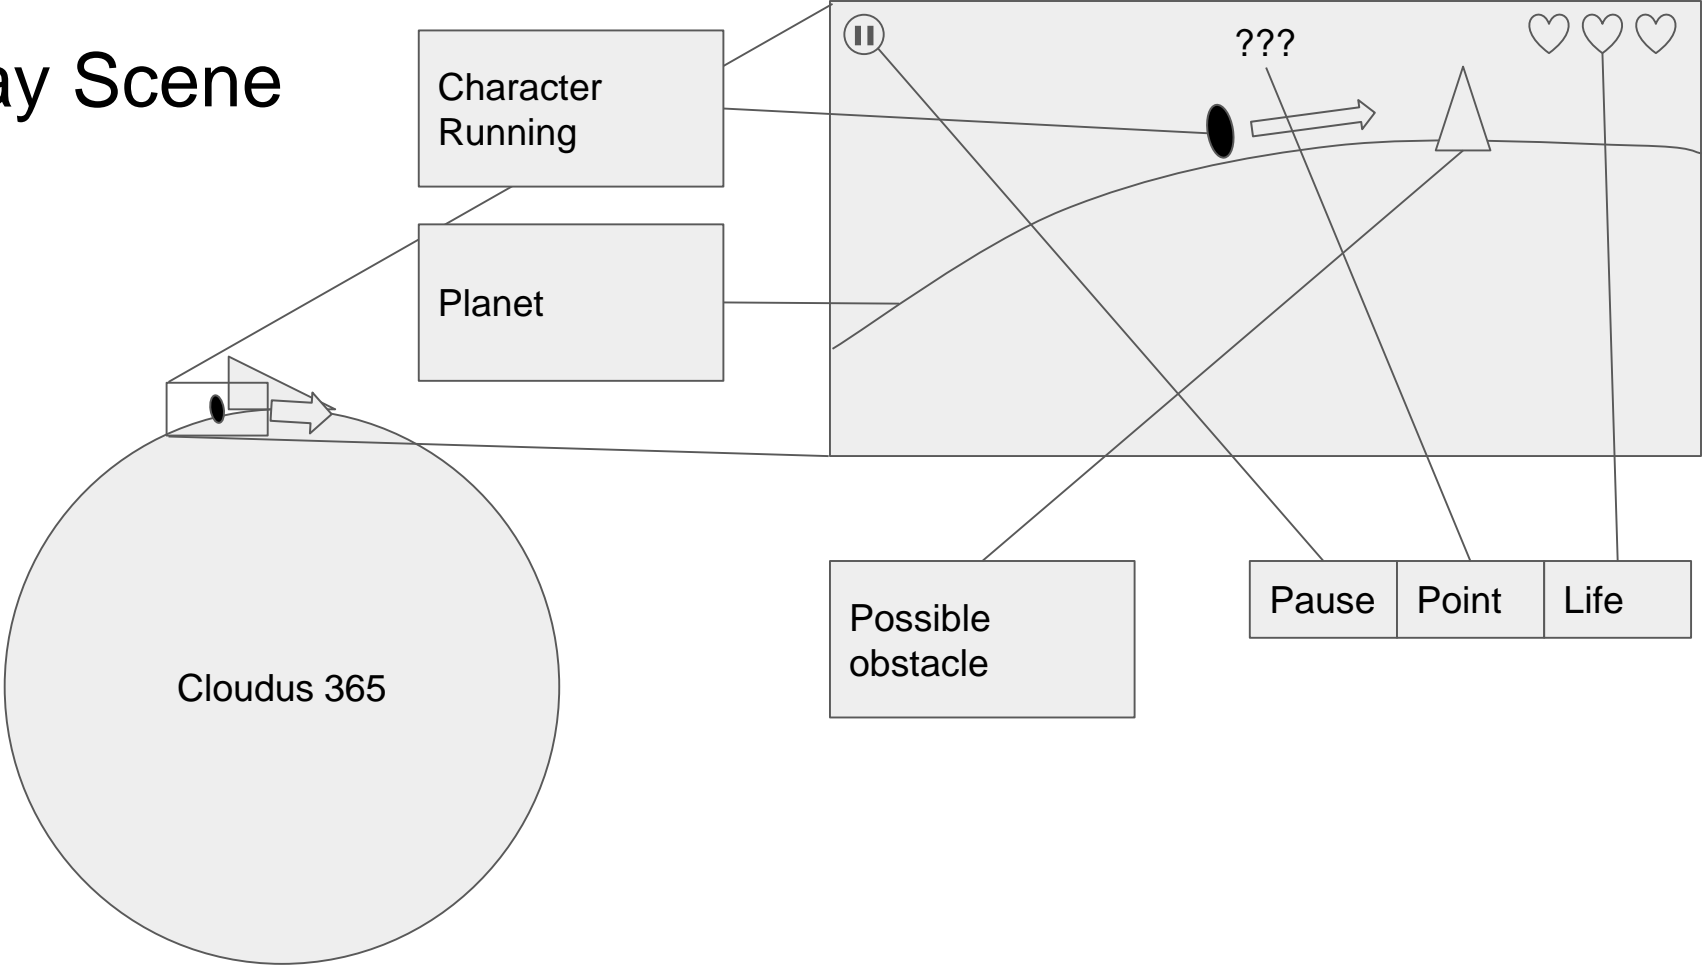 ay Scene
Character
Running
???
Planet
Cloudus 365
Possible
obstacle
Pause
Point
Life